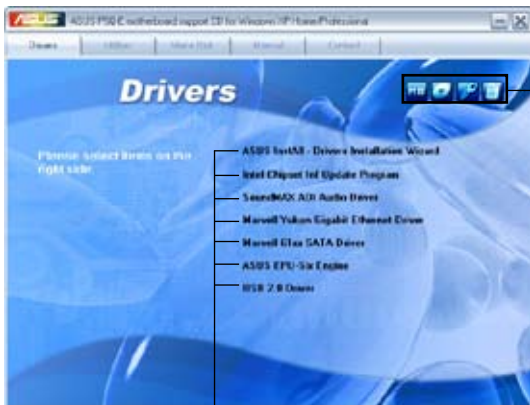 ASUS P5Q-E motherboard support CD for Windows XP Home/Professional
Drivers Utilities Make Disk Manual Contact
Drivers
Please select items on the
right side.
ASUS InstAll - Drivers Installation Wizard
Intel Chipset Inf Update Program
SoundMAX ADI Audio Driver
Marvell Yukon Gigabit Ethernet Driver
Marvell 61xx SATA Driver
ASUS EPU-Six Engine
USB 2.0 Driver